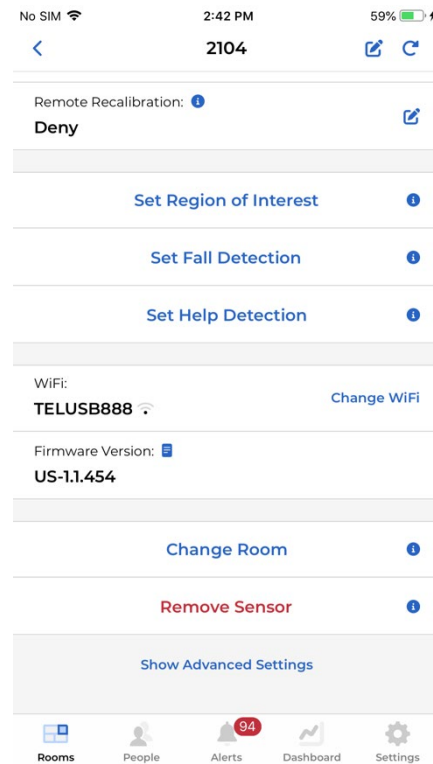 No SIM 2:42 PM 59%
2104
Remote Recalibration:
Deny
Set Region of Interest
Set Fall Detection
Set Help Detection
WiFi:
TELUSB888 Change WiFi
Firmware Version:
US-1.1.454
Change Room
Remove Sensor
Show Advanced Settings
94
Rooms People Alerts Dashboard Settings